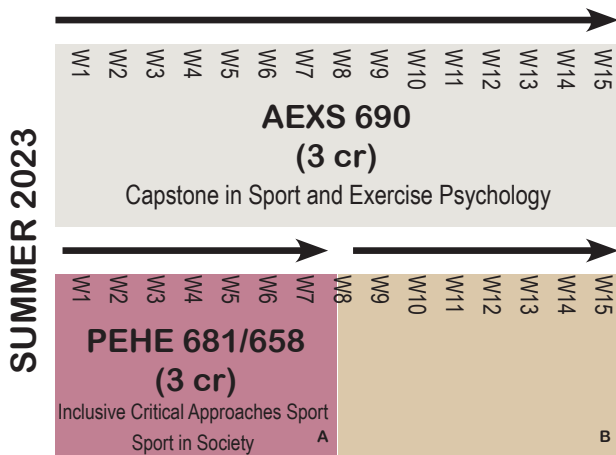 SUMMER 2023
W1 W2 W3 W4 W5 W6 W7 W8 W9 W10 W11 W12 W13 W14 W15
AEXS 690
(3 cr)
Capstone in Sport and Exercise Psychology
W1 W2 W3 W4 W5 W6 W7 W8 W9 W10 W11 W12 W13 W14 W15
PEHE 681/658
(3 cr)
Inclusive Critical Approaches Sport
Sport in Society
A
B